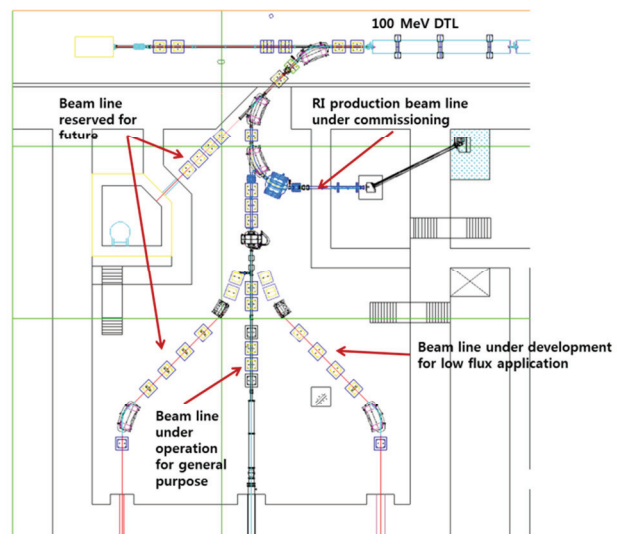 100 MeV DTL
Beam line
reserved for
future
RI production beam line
under commissioning
Beam line under development
for low flux application
Beam line
under
operation
for general
purpose